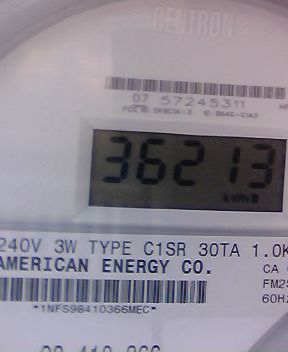 CENTRON®
07 57245311
36213
kWh
240V 3W TYPE C1SR 30TA 1.0K
AMERICAN ENERGY CO.
CA
FM2S
60Hz
*1NFS98410366MEC*